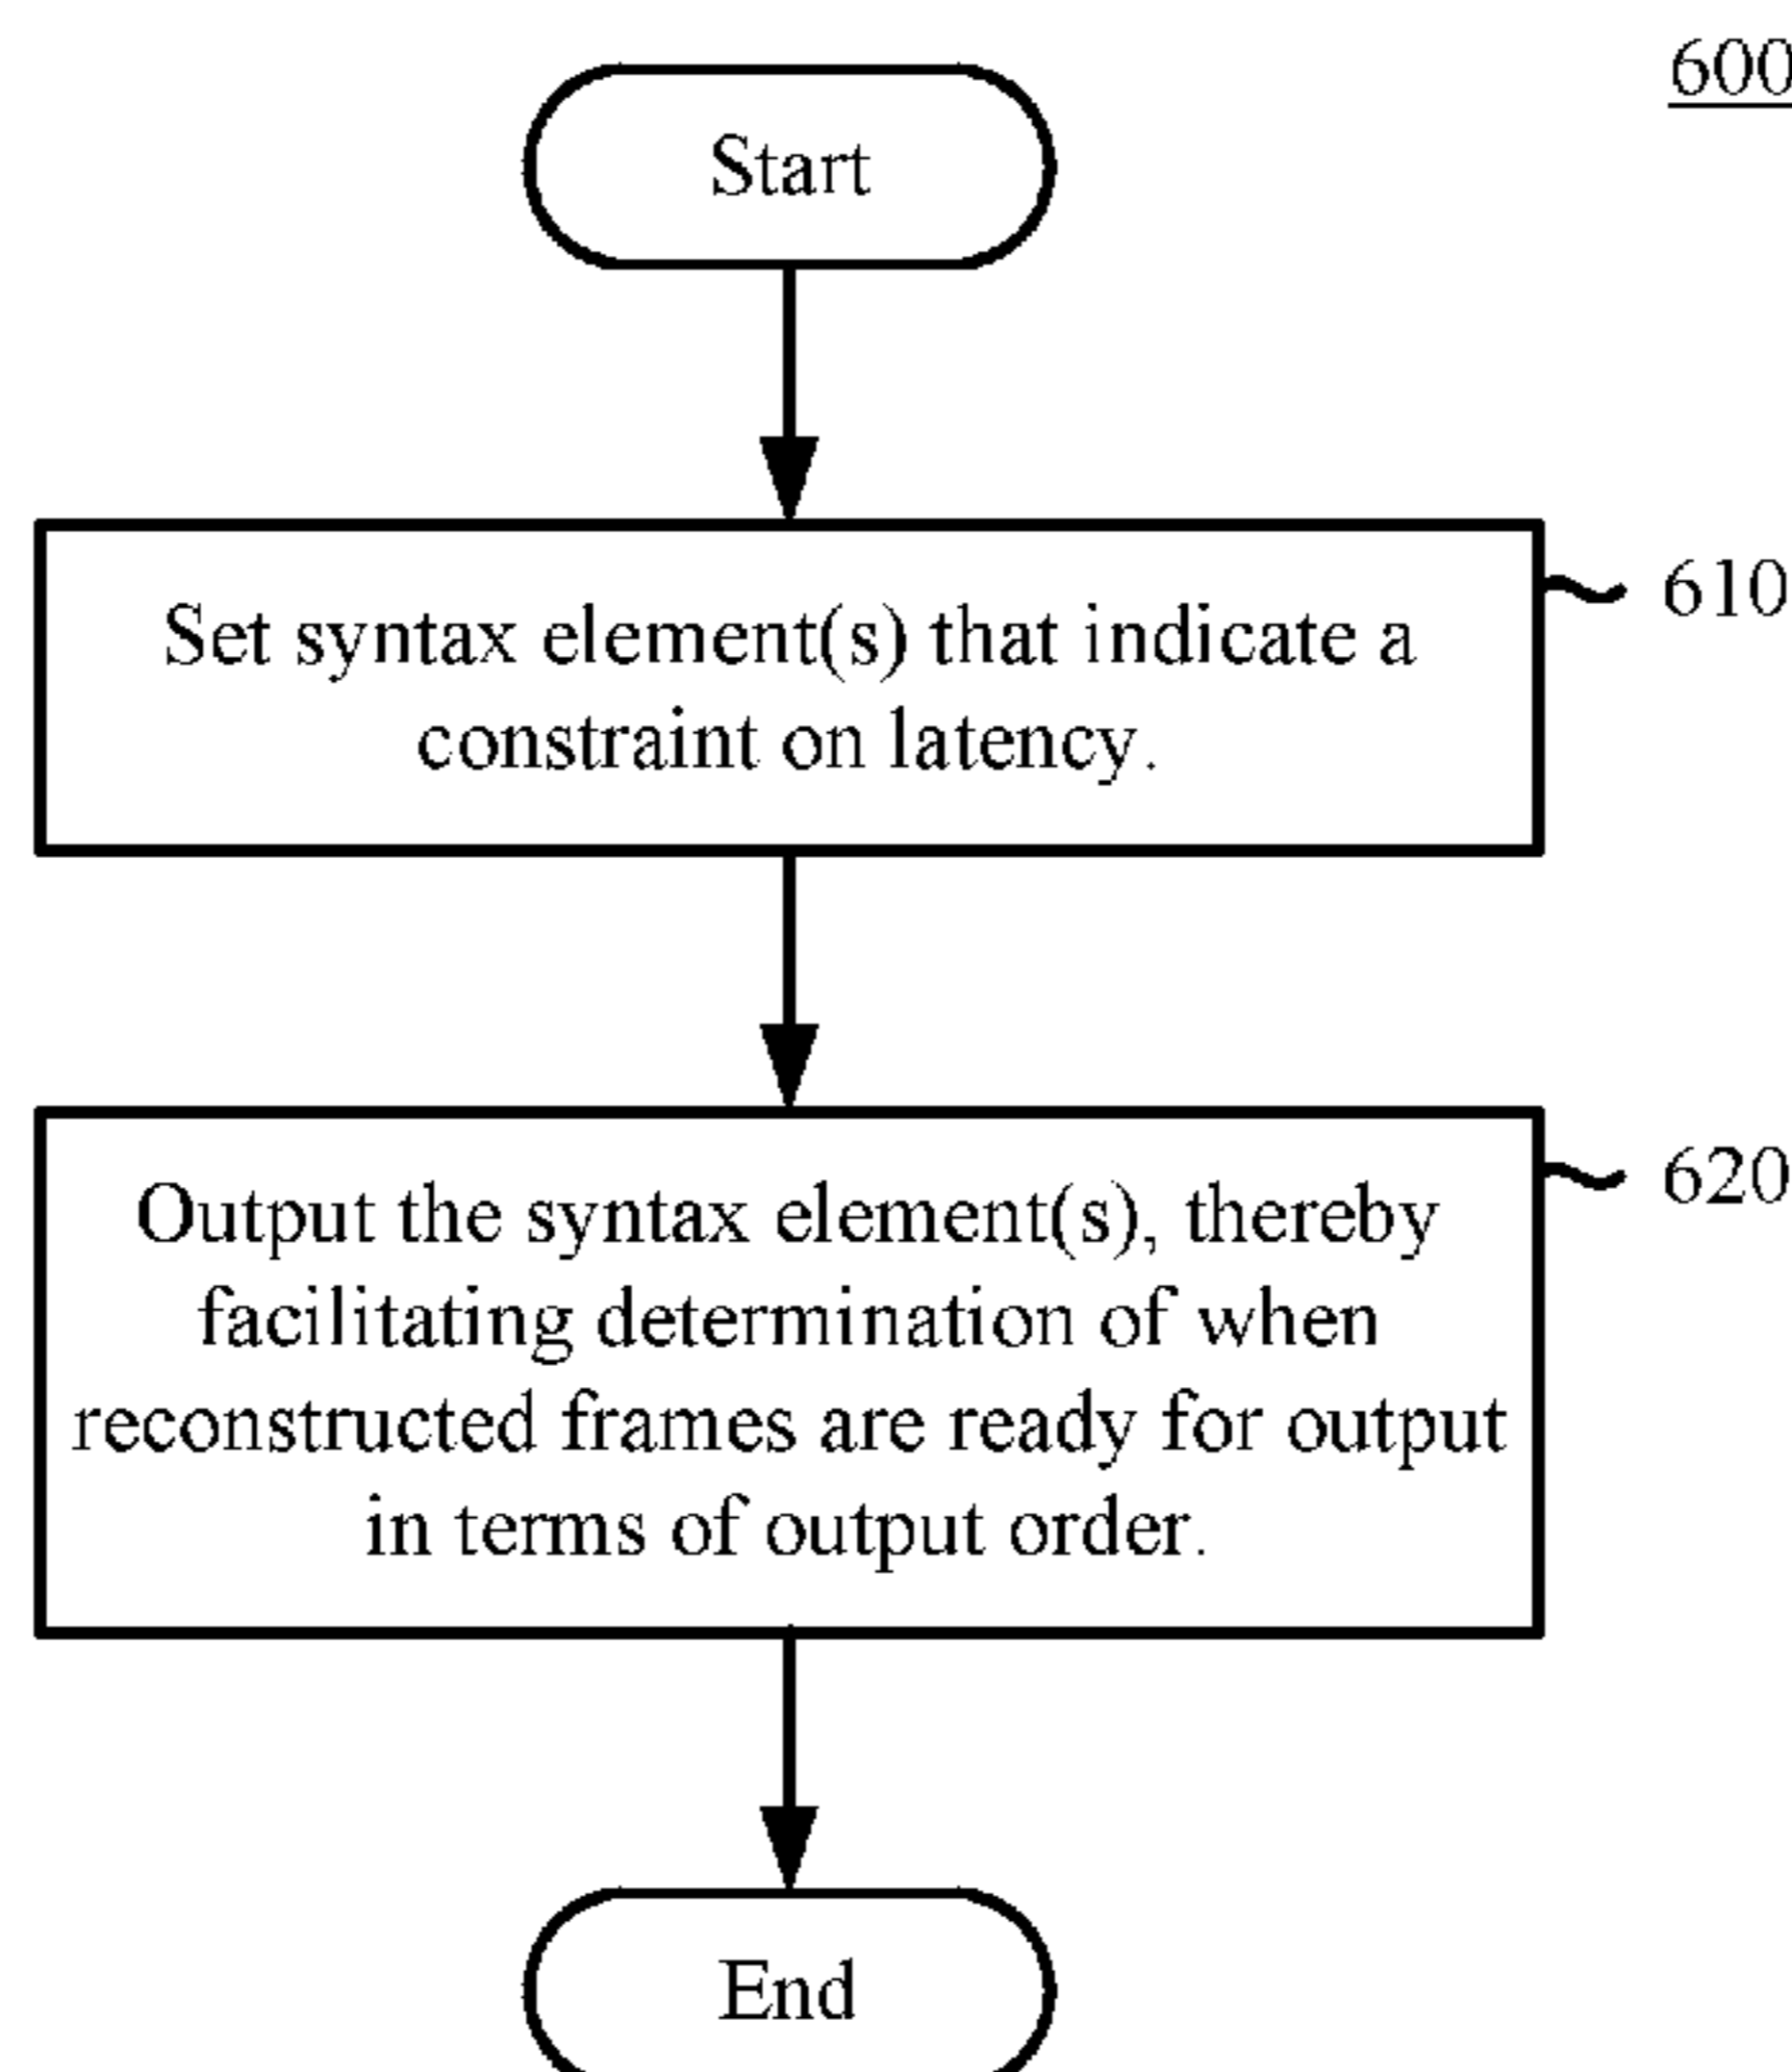 600
Start
Set syntax element(s) that indicate a
constraint on latency.
610
Output the syntax element(s), thereby
facilitating determination of when
reconstructed frames are ready for output
in terms of output order.
620
End